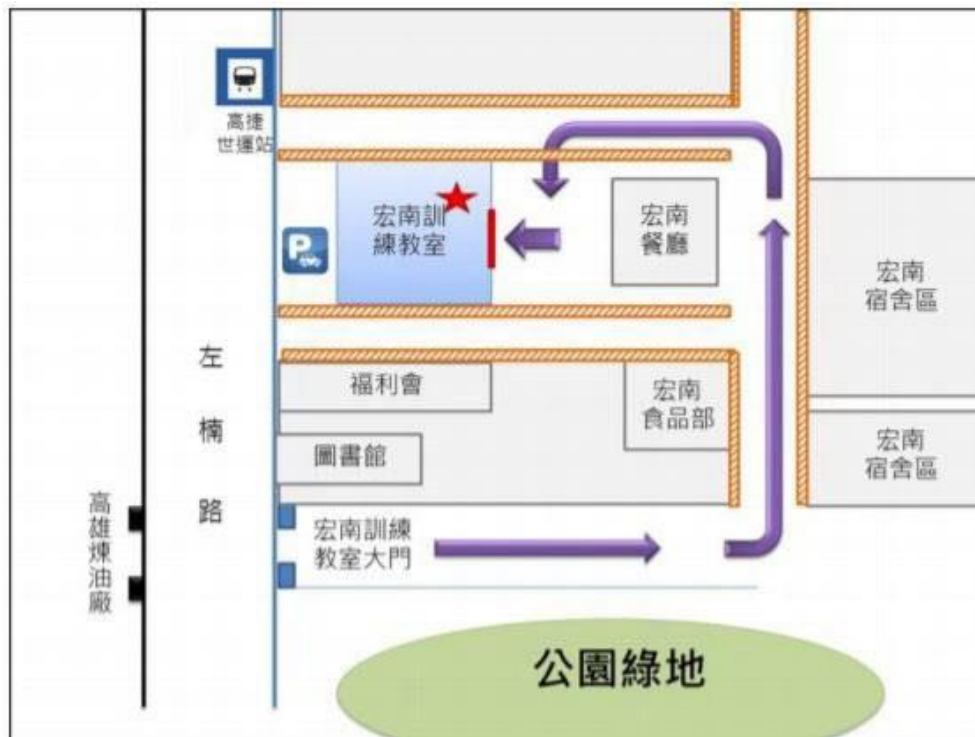 高捷
世運站
宏南訓
練教室
P
宏南
餐廳
宏南
宿舍區
左楠路
福利會
宏南
食品部
圖書館
宏南
宿舍區
高雄煉油廠
宏南訓練
教室大門
公園綠地